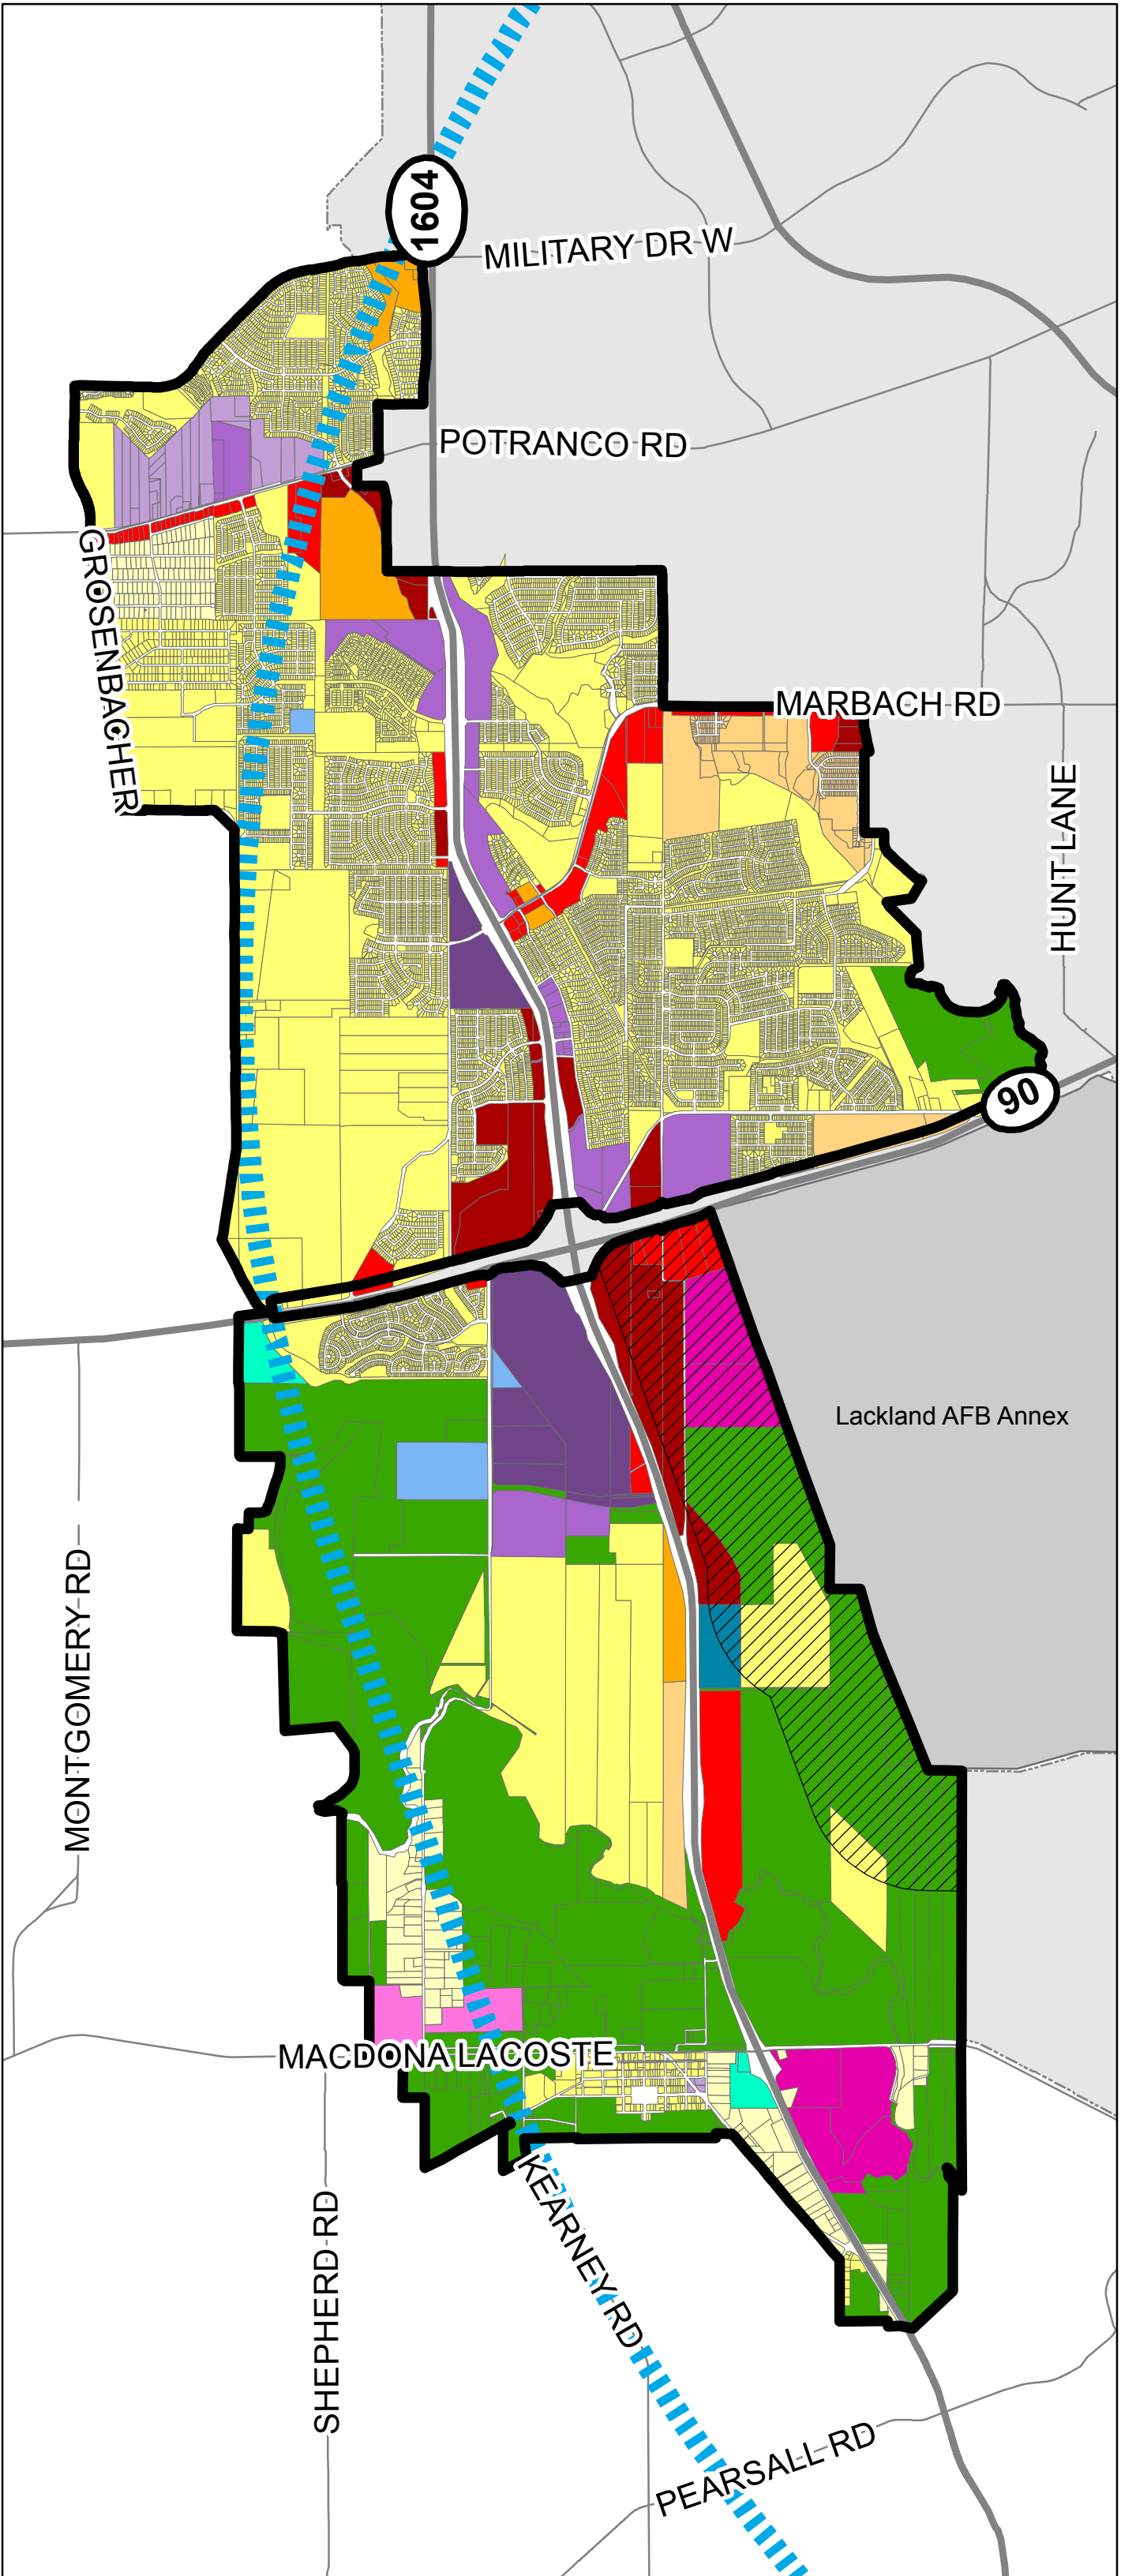 1604
MILITARY DR W
POTRANCO RD
GROSENBACHER
MARBACH RD
HUNT LANE
90
Lackland AFB Annex
MONTGOMERY RD
MACDONA LACOSTE
KEARNEY RD
SHEPHERD RD
PEARSALL RD